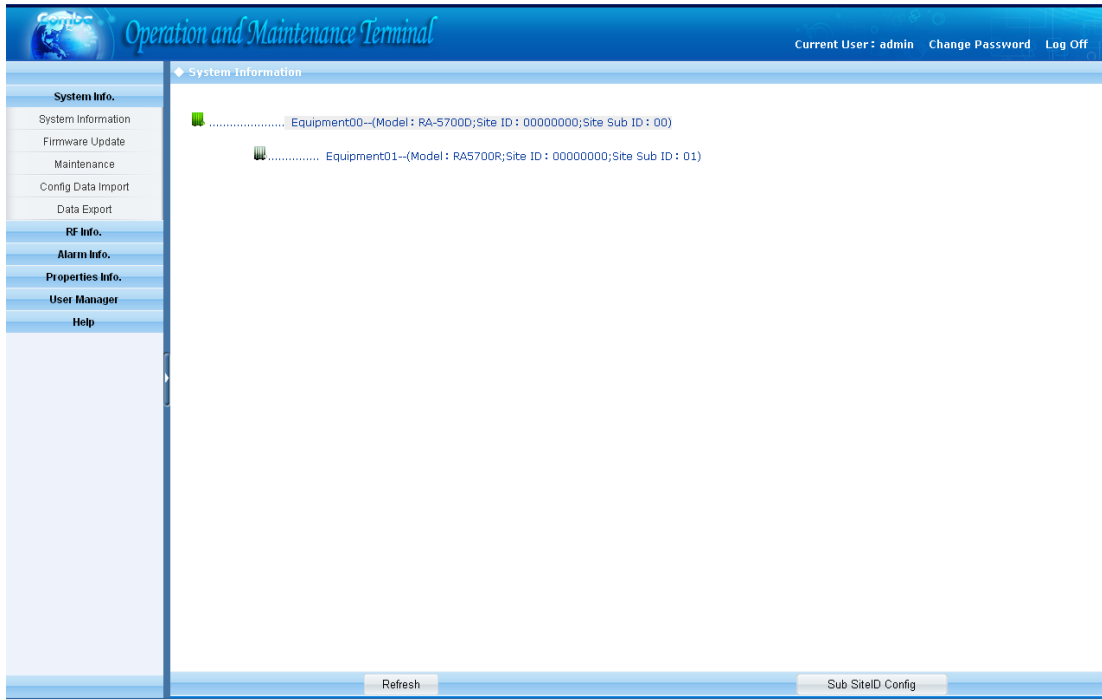 Comba
Operation and Maintenance Terminal
Current User: admin Change Password Log Off
System Information
System Info.
System Information
Firmware Update
Maintenance
Config Data Import
Data Export
RF Info.
Alarm Info.
Properties Info.
User Manager
Help
...................... Equipment00--(Model: RA-5700D;Site ID: 00000000;Site Sub ID: 00)
............... Equipment01--(Model: RA5700R;Site ID: 00000000;Site Sub ID: 01)
Refresh
Sub SiteID Config